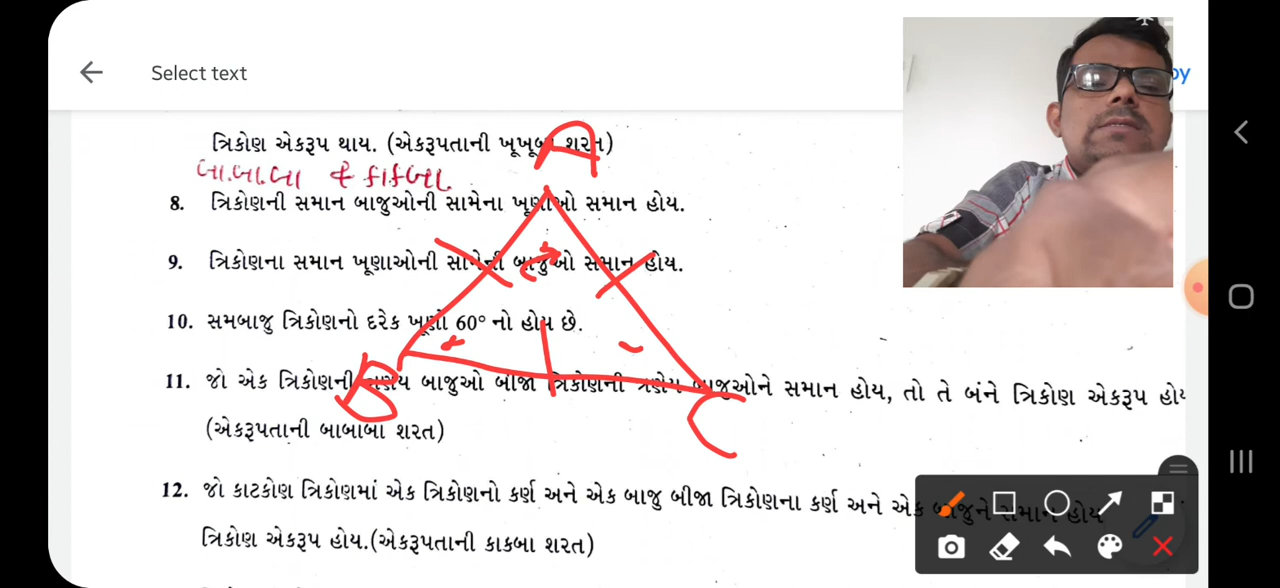 Select text
py
ત્રિકોણ એકરૂપ થાય. (એકરૂપતાની ખૂખૂબા શરત)
બા.બા.બા ને કાકબા
A
8. ત્રિકોણની સમાન બાજુઓની સામેના ખૂણાઓ સમાન હોય.
9. ત્રિકોણના સમાન ખૂણાઓની સામેની બાજુઓ સમાન હોય.
10. સમબાજુ ત્રિકોણનો દરેક ખૂણો 60° નો હોય છે.
11. જો એક ત્રિકોણની ત્રણેય બાજુઓ બીજા ત્રિકોણની ત્રણેય બાજુઓને સમાન હોય, તો તે બંને ત્રિકોણ એકરૂપ હોય
B
C
(એકરૂપતાની બાબાબા શરત)
12. જો કાટકોણ ત્રિકોણમાં એક ત્રિકોણનો કર્ણ અને એક બાજુ બીજા ત્રિકોણના કર્ણ અને એક બાજુને સમાન હોય
ત્રિકોણ એકરૂપ હોય.(એકરૂપતાની કાકબા શરત)